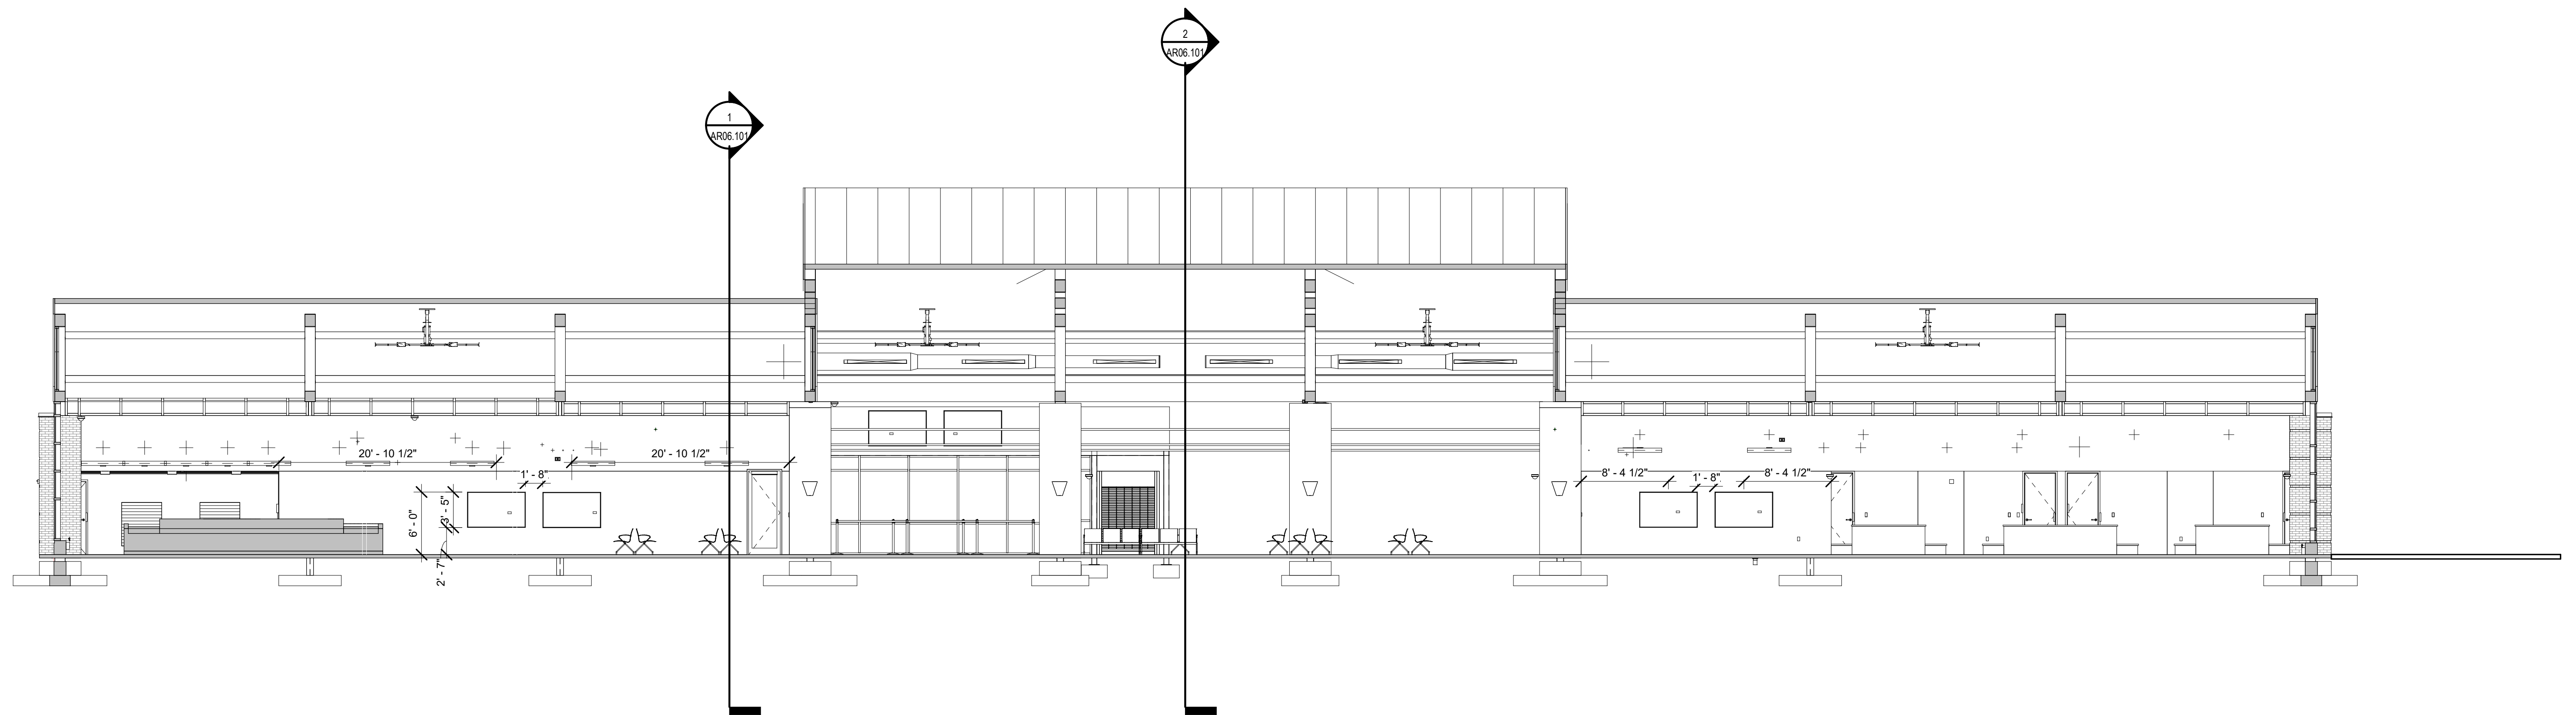 2
AR06.101
1
AR06.101
20' - 10 1/2"
20' - 10 1/2"
1' - 8"
6' - 0"
3' - 5"
2' - 7"
8' - 4 1/2"
1' - 8"
8' - 4 1/2"